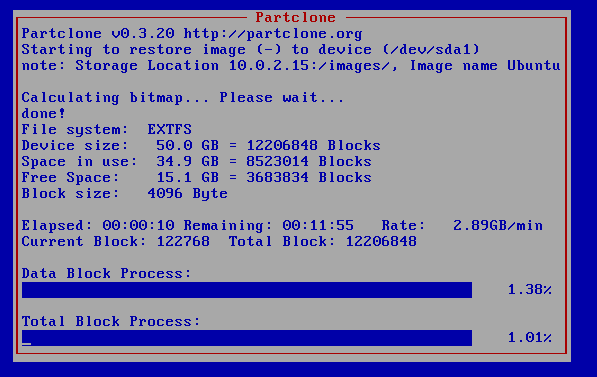 Partclone
Partclone v0.3.20 http://partclone.org
Starting to restore image (-) to device (/dev/sda1)
note: Storage Location 10.0.2.15:/images/, Image name Ubuntu
Calculating bitmap... Please wait...
done!
File system: EXTFS
Device size: 50.0 GB = 12206848 Blocks
Space in use: 34.9 GB = 8523014 Blocks
Free Space: 15.1 GB = 3683834 Blocks
Block size: 4096 Byte
Elapsed: 00:00:10 Remaining: 00:11:55 Rate: 2.89GB/min
Current Block: 122768 Total Block: 12206848
Data Block Process:
1.38%
Total Block Process:
1.01%